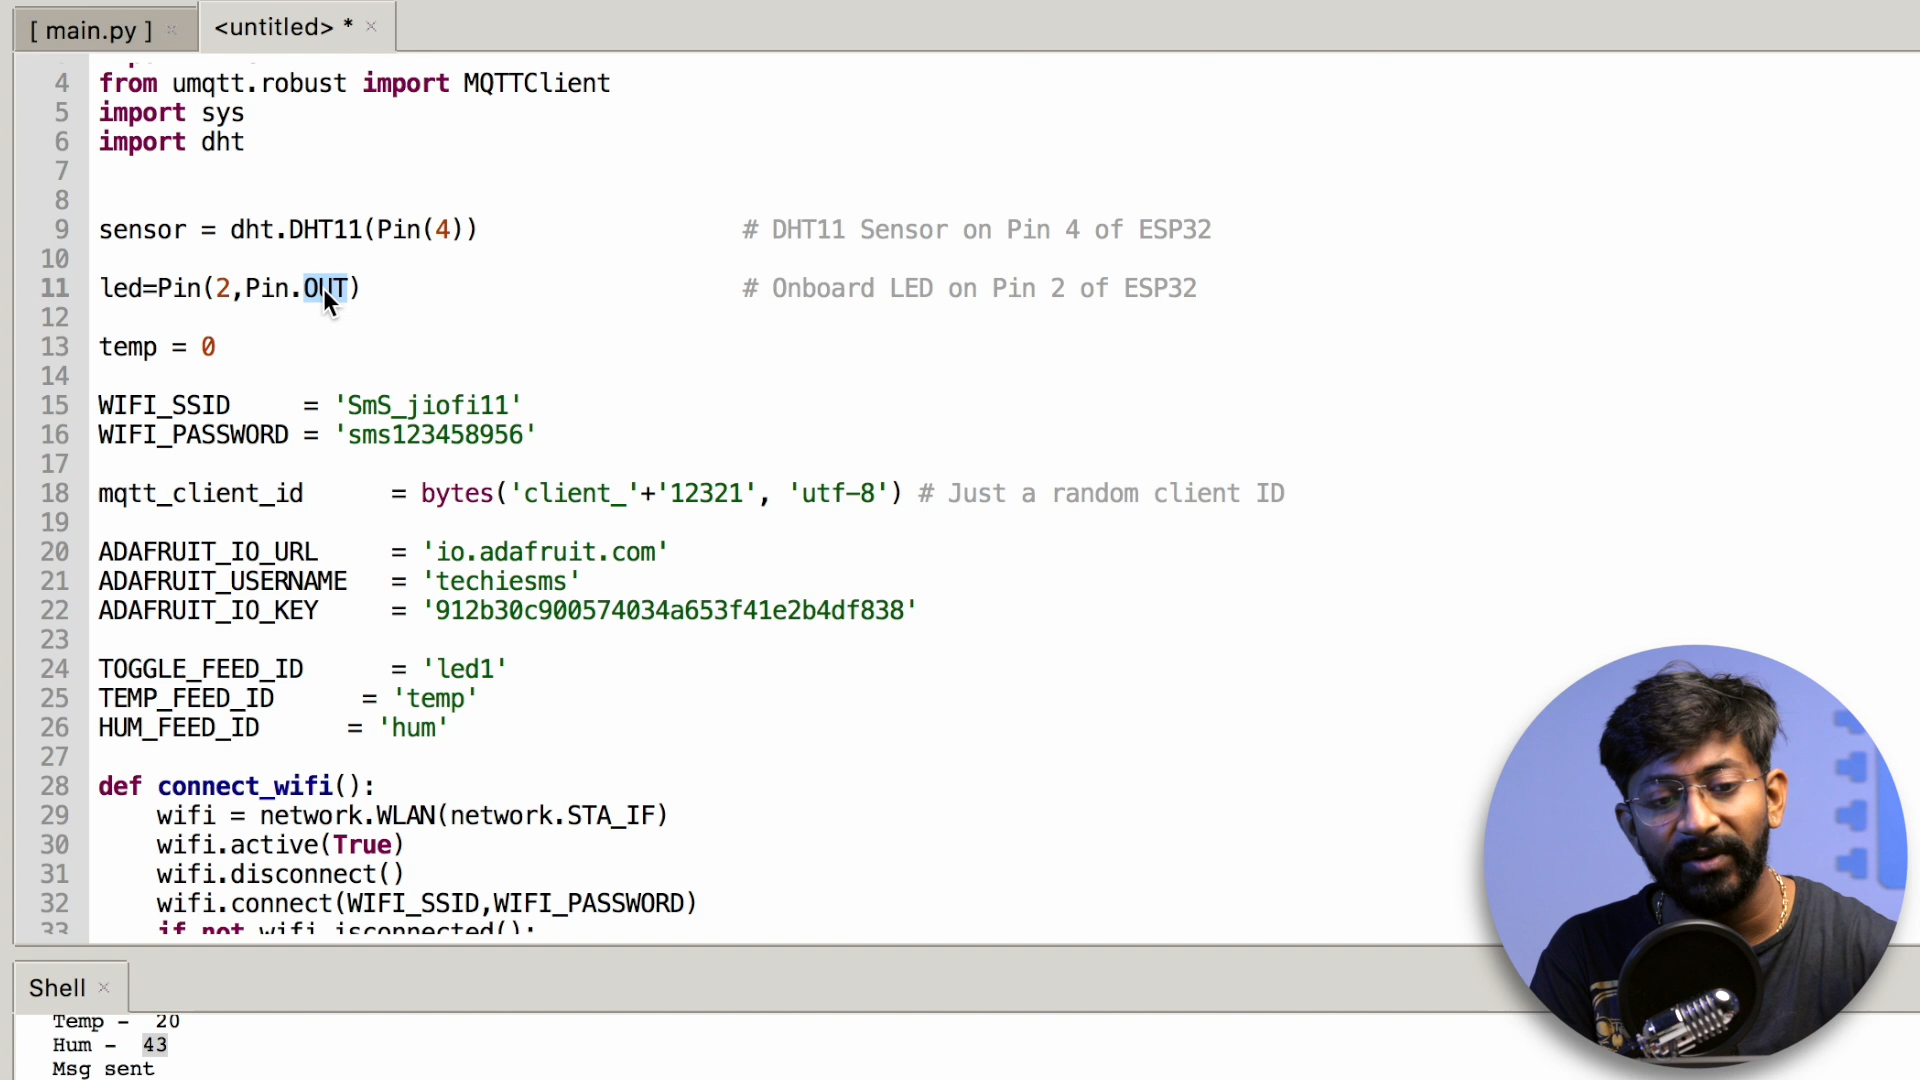 [ main.py ] × <untitled> * ×
4 from umqtt.robust import MQTTClient
5 import sys
6 import dht
7
8
9 sensor = dht.DHT11(Pin(4)) # DHT11 Sensor on Pin 4 of ESP32
10
11 led=Pin(2,Pin.OUT) # Onboard LED on Pin 2 of ESP32
12
13 temp = 0
14
15 WIFI_SSID = 'SmS_jiofi11'
16 WIFI_PASSWORD = 'sms123458956'
17
18 mqtt_client_id = bytes('client_'+'12321', 'utf-8') # Just a random client ID
19
20 ADAFRUIT_IO_URL = 'io.adafruit.com'
21 ADAFRUIT_USERNAME = 'techiesms'
22 ADAFRUIT_IO_KEY = '912b30c900574034a653f41e2b4df838'
23
24 TOGGLE_FEED_ID = 'led1'
25 TEMP_FEED_ID = 'temp'
26 HUM_FEED_ID = 'hum'
27
28 def connect_wifi():
29 wifi = network.WLAN(network.STA_IF)
30 wifi.active(True)
31 wifi.disconnect()
32 wifi.connect(WIFI_SSID,WIFI_PASSWORD)
33 if not wifi.isconnected():
Shell ×
Temp - 20
Hum - 43
Msg sent